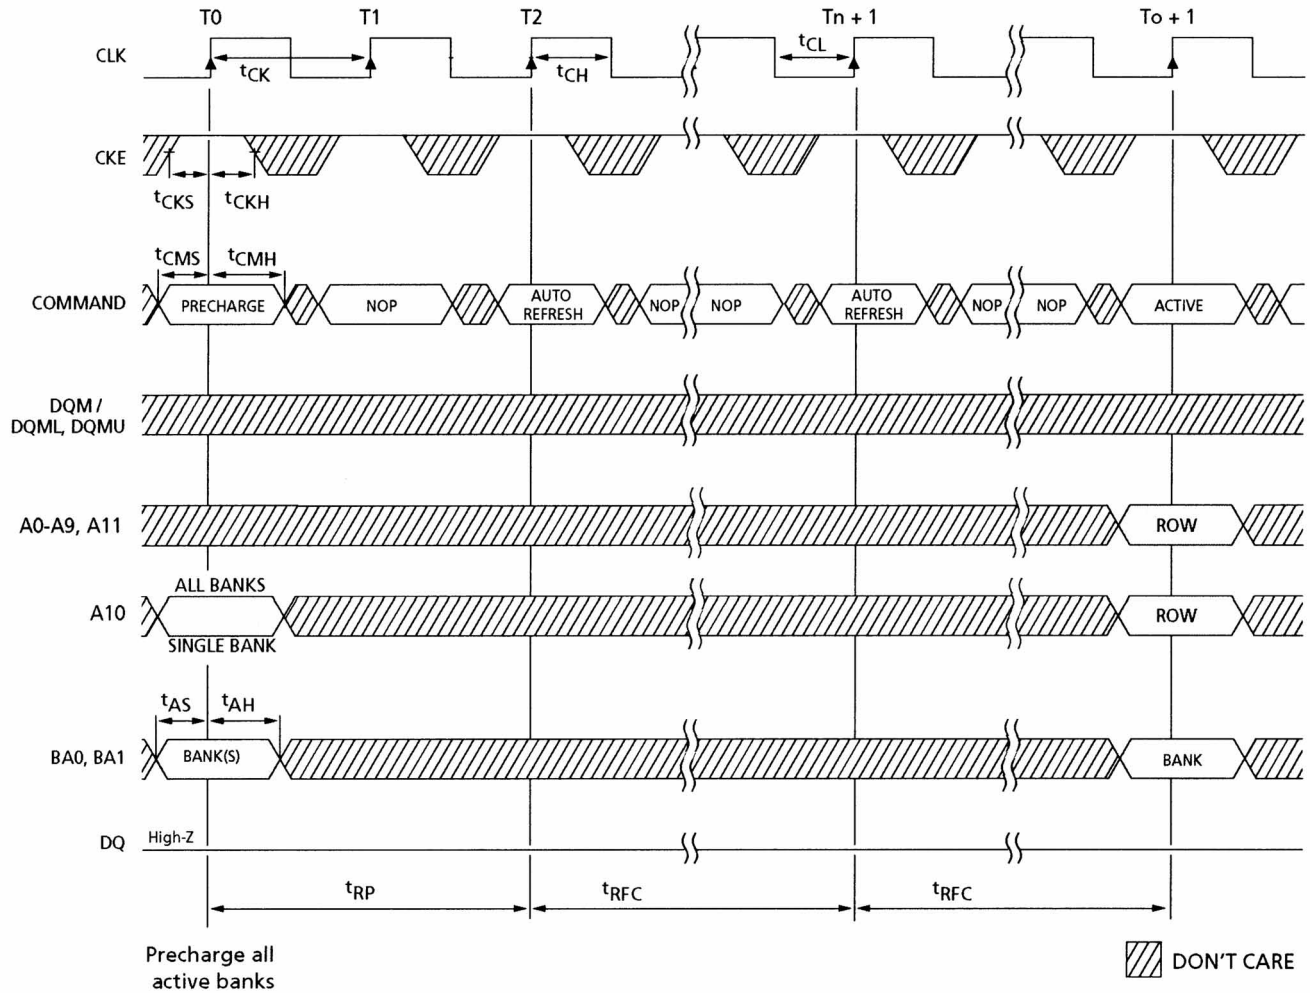 T0 T1 T2 Tn + 1 To + 1
CLK
tCK tCH tCL
CKE
tCKS tCKH
tCMS tCMH
COMMAND PRECHARGE NOP AUTO REFRESH NOP NOP AUTO REFRESH NOP NOP ACTIVE
DQM /
DQML, DQMU
A0-A9, A11 ROW
ALL BANKS
A10 ROW
SINGLE BANK
tAS tAH
BA0, BA1 BANK(S) BANK
DQ High-Z
tRP tRFC tRFC
Precharge all
active banks
DON'T CARE